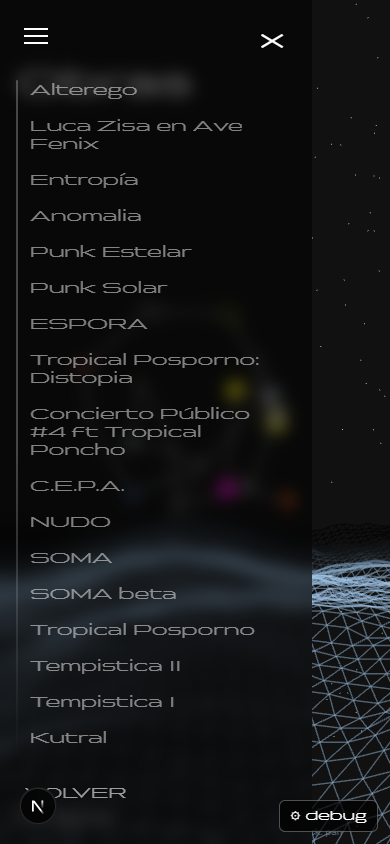 Alterego
Luca Zisa en Ave
Fenix
Entropía
Anomalia
Punk Estelar
Punk Solar
ESPORA
Tropical Posporno:
Distopia
Concierto Público
#4 ft Tropical
Poncho
C.E.P.A.
NUDO
SOMA
SOMA beta
Tropical Posporno
Tempistica II
Tempistica I
Kutral
VOLVER
N
debug